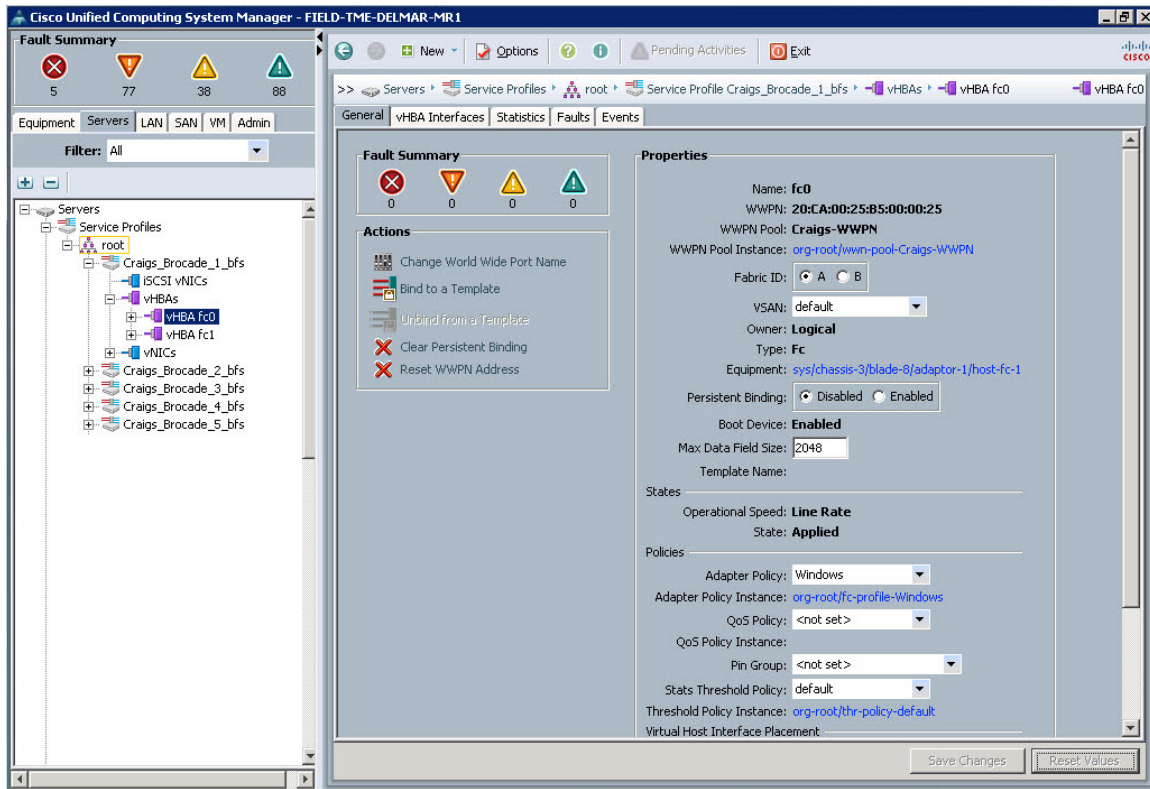 Cisco Unified Computing System Manager - FIELD-TME-DELMAR-MR1
Fault Summary
5 77 38 88
Equipment Servers LAN SAN VM Admin
Filter: All
Servers
Service Profiles
root
Craigs_Brocade_1_bfs
iSCSI vNICs
vHBAs
vHBA fc0
vHBA fc1
vNICs
Craigs_Brocade_2_bfs
Craigs_Brocade_3_bfs
Craigs_Brocade_4_bfs
Craigs_Brocade_5_bfs
New Options ? i Pending Activities Exit
CISCO
>> Servers Service Profiles root Service Profile Craigs_Brocade_1_bfs vHBAs vHBA fc0 vHBA fc0
General vHBA Interfaces Statistics Faults Events
Fault Summary
0 0 0 0
Actions
Change World Wide Port Name
Bind to a Template
Unbind from a Template
Clear Persistent Binding
Reset WWPN Address
Properties
Name: fc0
WWPN: 20:CA:00:25:B5:00:00:25
WWPN Pool: Craigs-WWPN
WWPN Pool Instance: org-root/wwn-pool-Craigs-WWPN
Fabric ID: A B
VSAN: default
Owner: Logical
Type: Fc
Equipment: sys/chassis-3/blade-8/adaptor-1/host-fc-1
Persistent Binding: Disabled Enabled
Boot Device: Enabled
Max Data Field Size: 2048
Template Name:
States
Operational Speed: Line Rate
State: Applied
Policies
Adapter Policy: Windows
Adapter Policy Instance: org-root/fc-profile-Windows
QoS Policy: <not set>
QoS Policy Instance:
Pin Group: <not set>
Stats Threshold Policy: default
Threshold Policy Instance: org-root/thr-policy-default
Virtual Host Interface Placement
Save Changes Reset Values